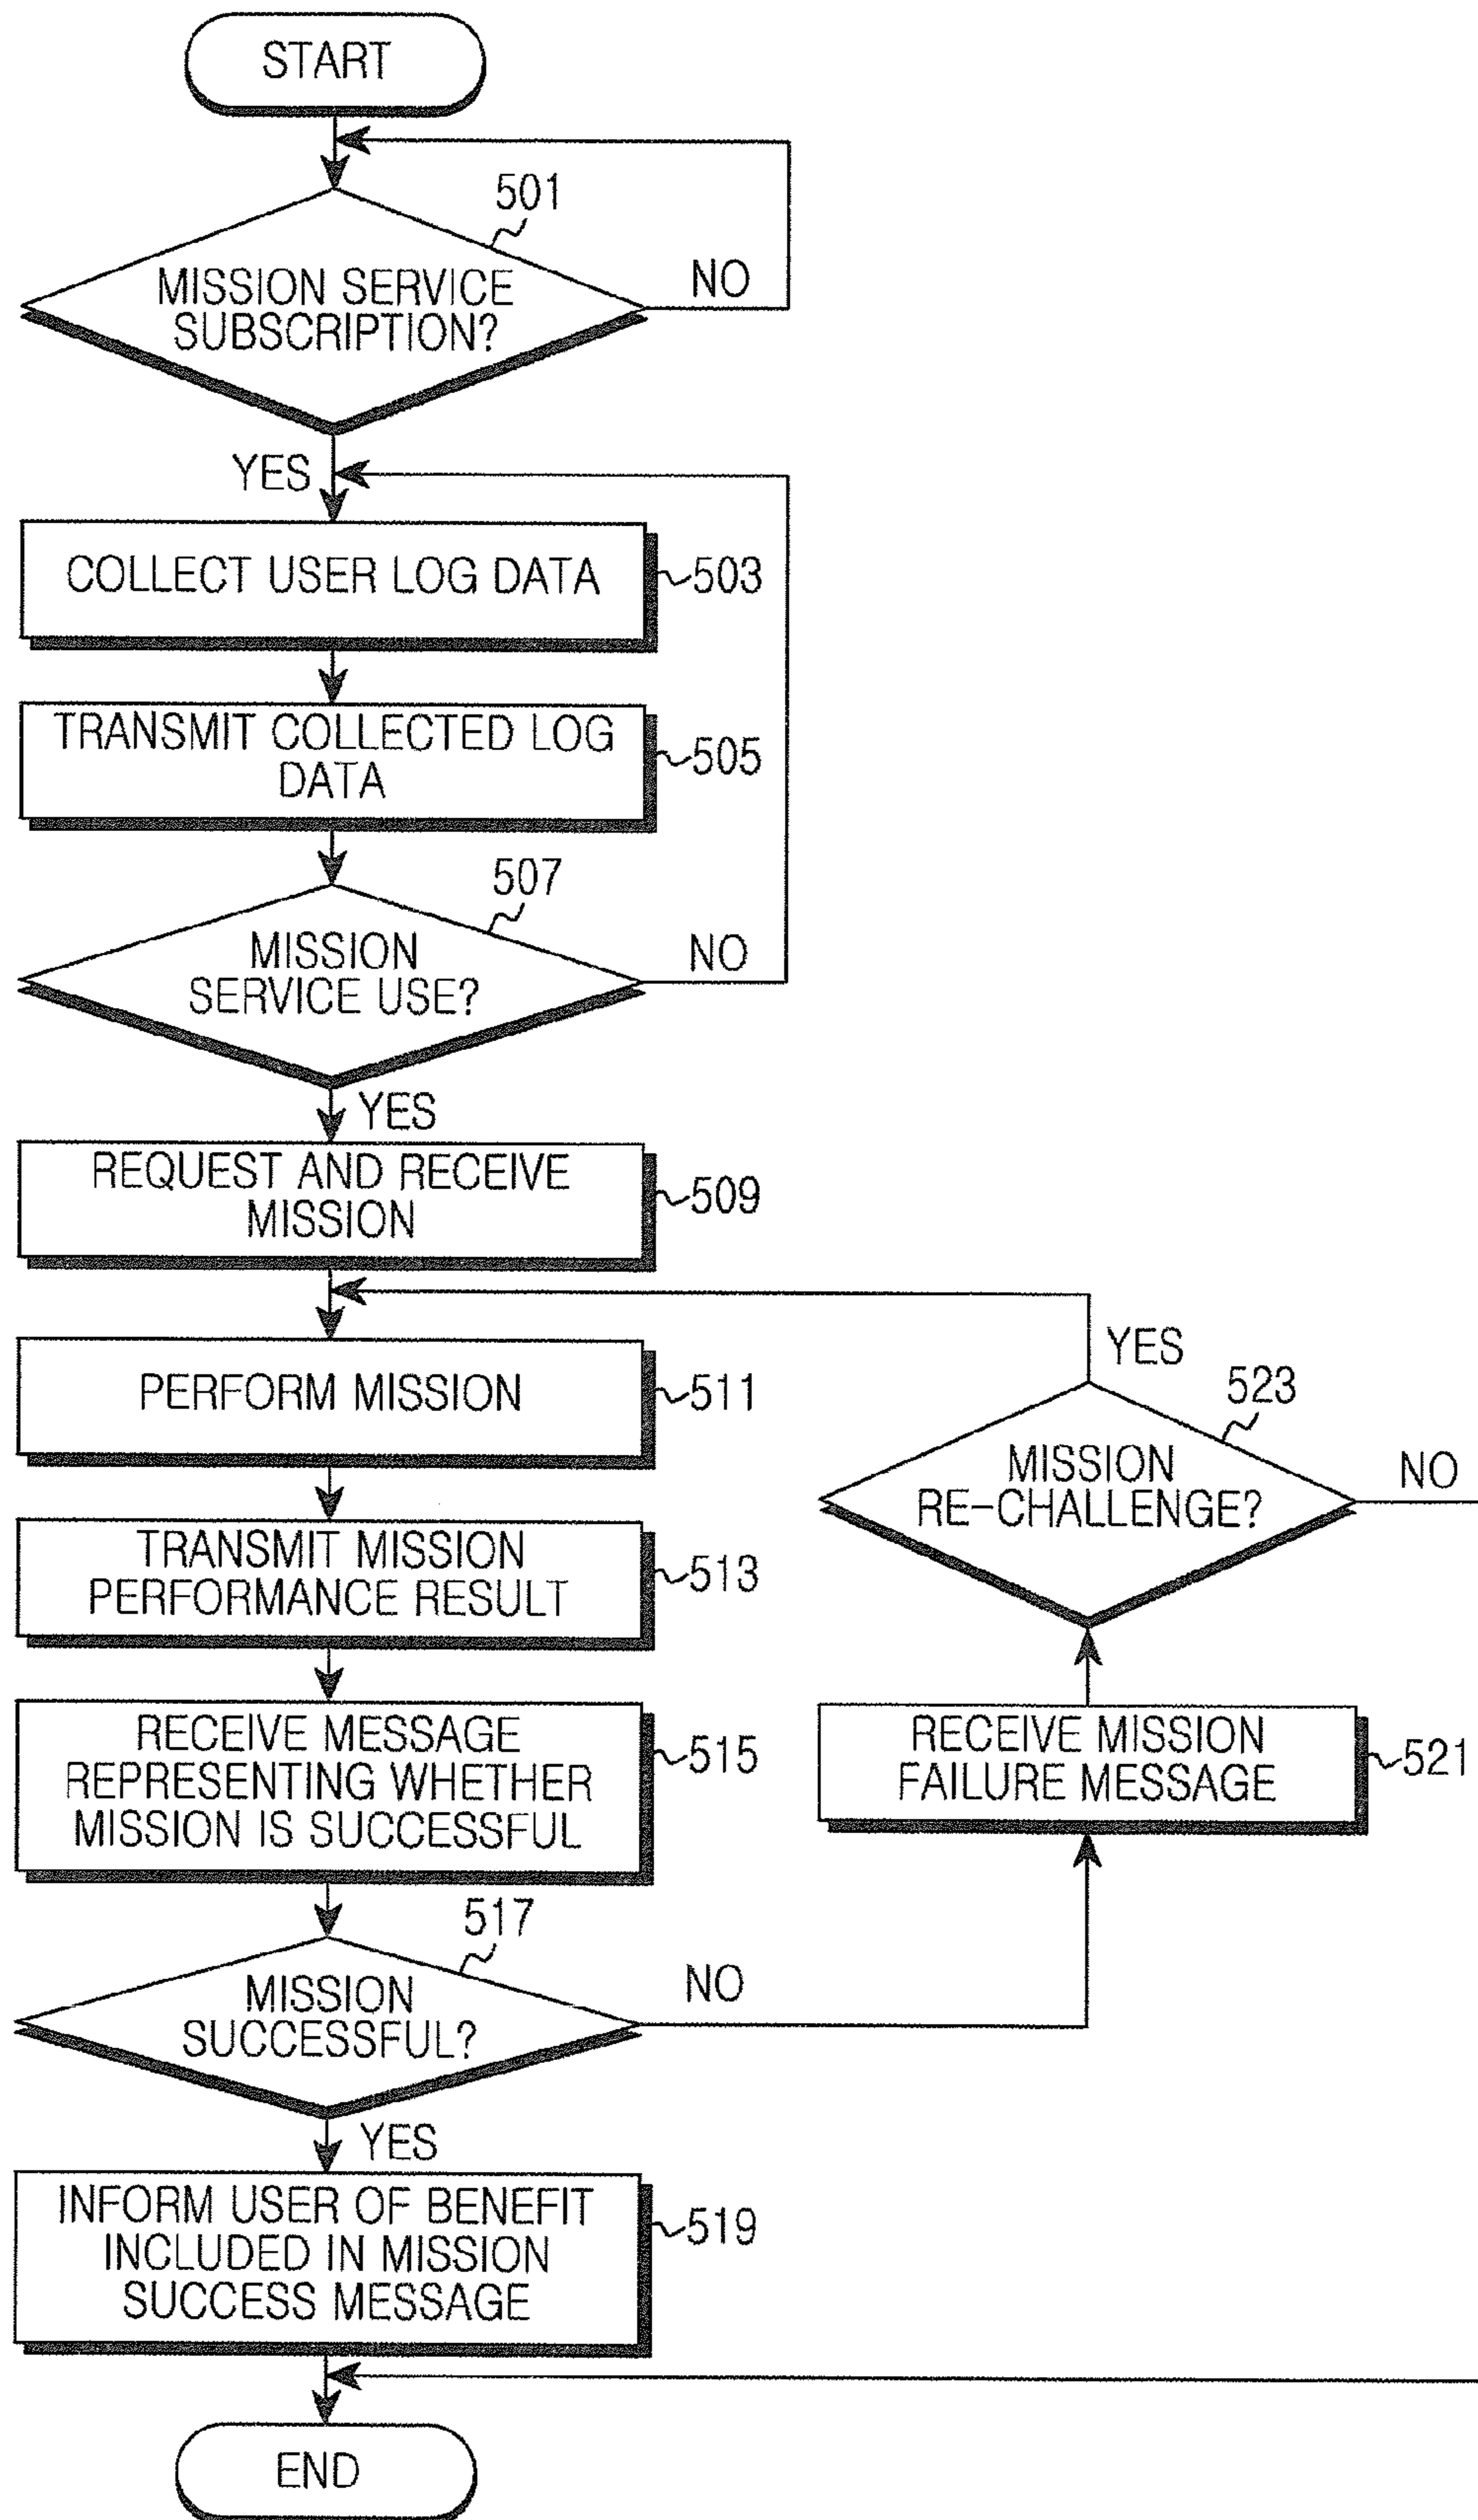 START
501
MISSION SERVICE
SUBSCRIPTION?
NO
YES
COLLECT USER LOG DATA
503
TRANSMIT COLLECTED LOG
DATA
505
507
MISSION
SERVICE USE?
NO
YES
REQUEST AND RECEIVE
MISSION
509
PERFORM MISSION
511
YES
523
MISSION
RE-CHALLENGE?
NO
TRANSMIT MISSION
PERFORMANCE RESULT
513
RECEIVE MESSAGE
REPRESENTING WHETHER
MISSION IS SUCCESSFUL
515
RECEIVE MISSION
FAILURE MESSAGE
521
517
MISSION
SUCCESSFUL?
NO
YES
INFORM USER OF BENEFIT
INCLUDED IN MISSION
SUCCESS MESSAGE
519
END